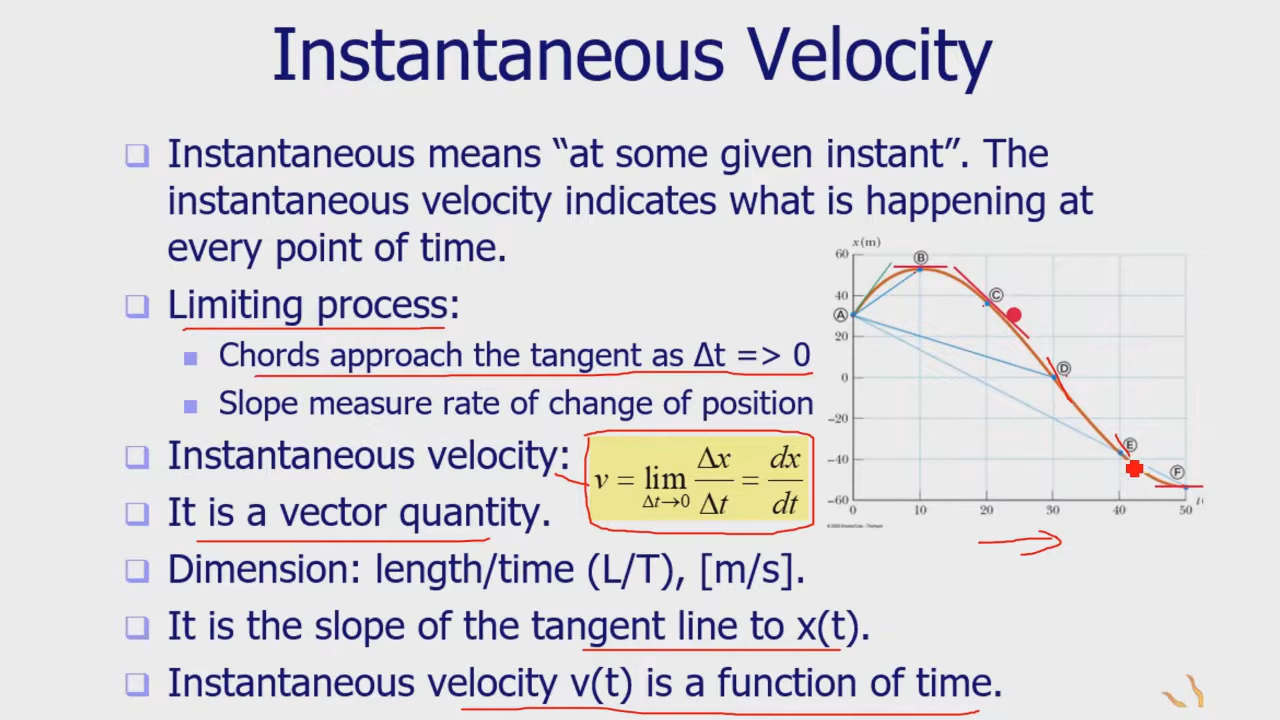 Instantaneous Velocity
❑ Instantaneous means “at some given instant”. The
instantaneous velocity indicates what is happening at
every point of time.
❑ Limiting process:
■ Chords approach the tangent as Δt => 0
■ Slope measure rate of change of position
❑ Instantaneous velocity:
v = lim Δt→0 Δx/Δt = dx/dt
❑ It is a vector quantity.
❑ Dimension: length/time (L/T), [m/s].
❑ It is the slope of the tangent line to x(t).
❑ Instantaneous velocity v(t) is a function of time.
x(m)
60
40
20
0
−20
−40
−60
Ⓐ
Ⓑ
Ⓒ
Ⓓ
Ⓔ
Ⓕ
0 10 20 30 40 50